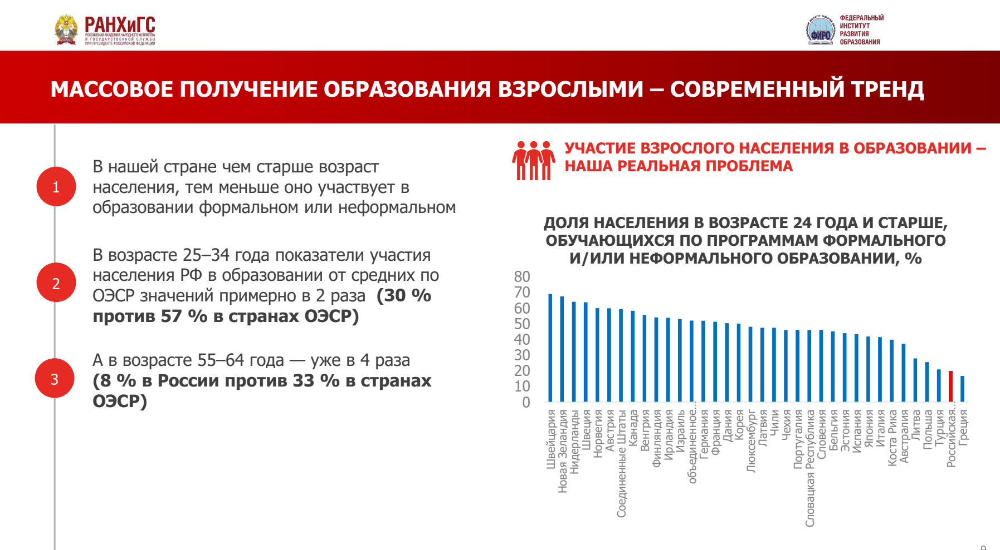 РАНХиГС
РОССИЙСКАЯ АКАДЕМИЯ НАРОДНОГО ХОЗЯЙСТВА
И ГОСУДАРСТВЕННОЙ СЛУЖБЫ
ПРИ ПРЕЗИДЕНТЕ РОССИЙСКОЙ ФЕДЕРАЦИИ
ФИРО
ФЕДЕРАЛЬНЫЙ
ИНСТИТУТ
РАЗВИТИЯ
ОБРАЗОВАНИЯ
МАССОВОЕ ПОЛУЧЕНИЕ ОБРАЗОВАНИЯ ВЗРОСЛЫМИ – СОВРЕМЕННЫЙ ТРЕНД
1
В нашей стране чем старше возраст
населения, тем меньше оно участвует в
образовании формальном или неформальном
2
В возрасте 25–34 года показатели участия
населения РФ в образовании от средних по
ОЭСР значений примерно в 2 раза (30 %
против 57 % в странах ОЭСР)
3
А в возрасте 55–64 года — уже в 4 раза
(8 % в России против 33 % в странах
ОЭСР)
УЧАСТИЕ ВЗРОСЛОГО НАСЕЛЕНИЯ В ОБРАЗОВАНИИ –
НАША РЕАЛЬНАЯ ПРОБЛЕМА
ДОЛЯ НАСЕЛЕНИЯ В ВОЗРАСТЕ 24 ГОДА И СТАРШЕ,
ОБУЧАЮЩИХСЯ ПО ПРОГРАММАМ ФОРМАЛЬНОГО
И/ИЛИ НЕФОРМАЛЬНОГО ОБРАЗОВАНИИ, %
80
70
60
50
40
30
20
10
0
Швейцария
Новая Зеландия
Нидерланды
Швеция
Норвегия
Австрия
Соединенные Штаты
Канада
Венгрия
Финляндия
Ирландия
Израиль
объединенное...
Германия
Франция
Дания
Корея
Люксембург
Латвия
Чили
Чехия
Португалия
Словацкая Республика
Словения
Бельгия
Эстония
Испания
Япония
Италия
Коста Рика
Австралия
Литва
Польша
Турция
Российская...
Греция